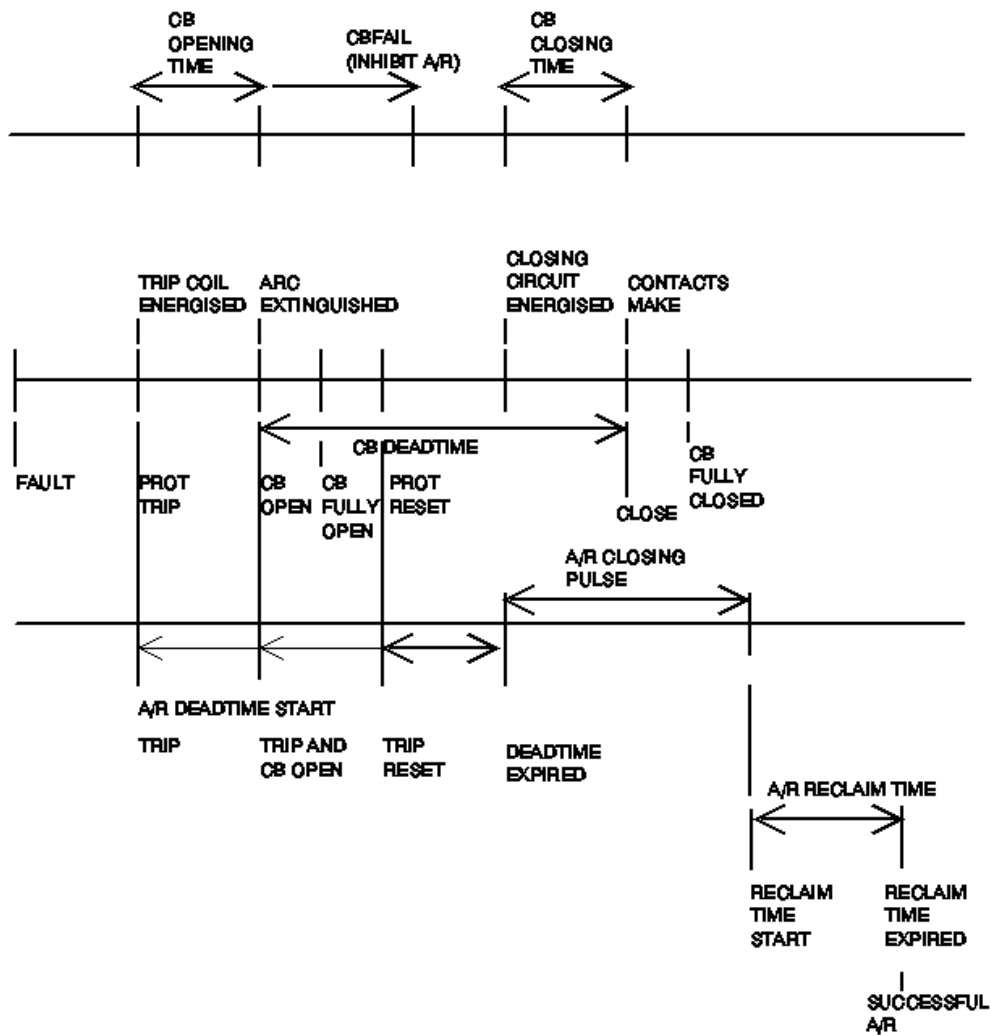 CB
OPENING
TIME
CBFAIL
(INHIBIT A/R)
CB
CLOSING
TIME
TRIP COIL
ENERGISED
ARC
EXTINGUISHED
CLOSING
CIRCUIT
ENERGISED
CONTACTS
MAKE
CB DEADTIME
FAULT
PROT
TRIP
CB
OPEN
CB
FULLY
OPEN
PROT
RESET
CLOSE
CB
FULLY
CLOSED
A/R CLOSING
PULSE
A/R DEADTIME START
TRIP
TRIP AND
CB OPEN
TRIP
RESET
DEADTIME
EXPIRED
A/R RECLAIM TIME
RECLAIM
TIME
START
RECLAIM
TIME
EXPIRED
SUCCESSFUL
A/R